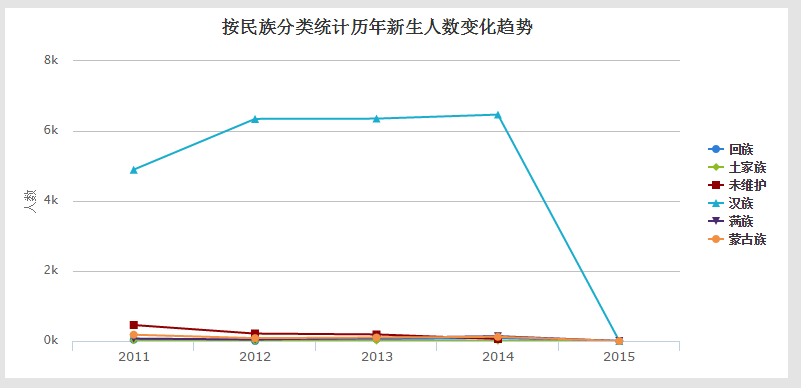 按民族分类统计历年新生人数变化趋势
8k
6k
4k
2k
0k
人数
2011 2012 2013 2014 2015
回族
土家族
未维护
汉族
满族
蒙古族